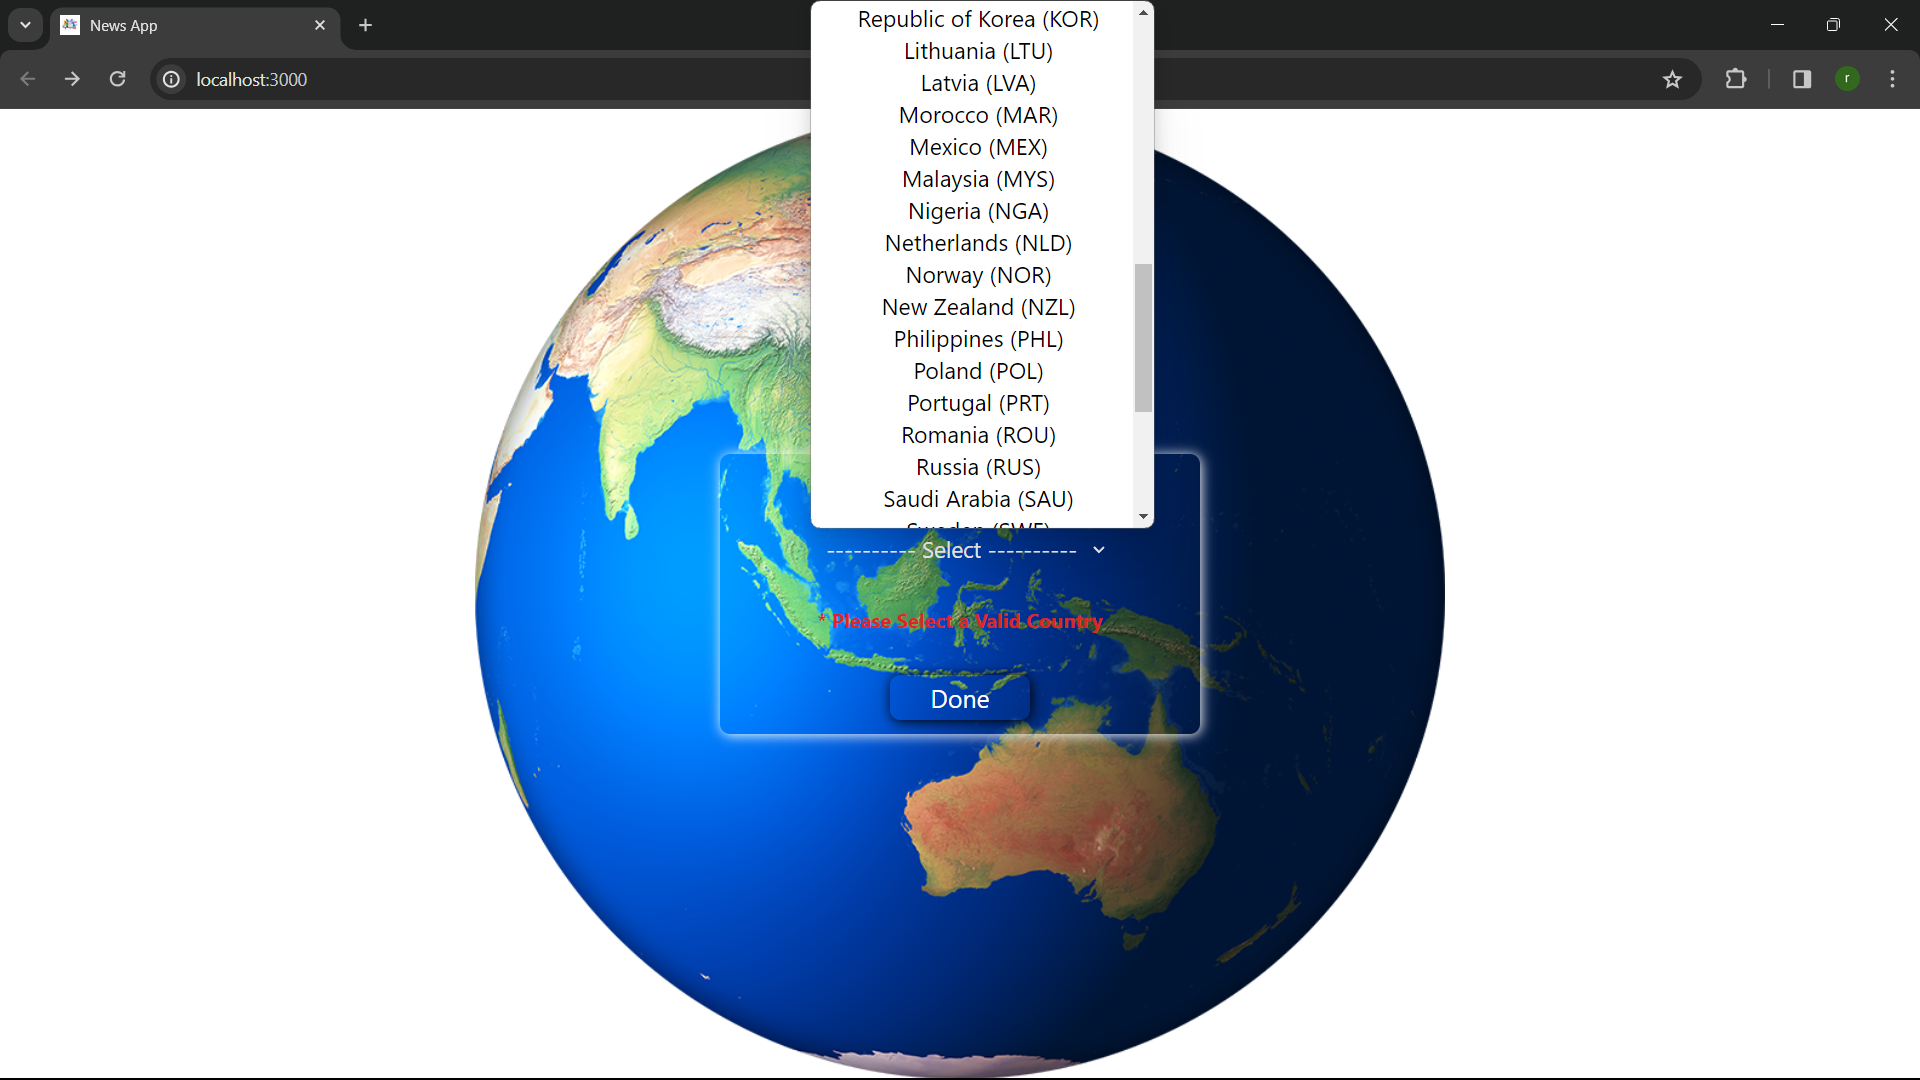 News App
localhost:3000
r
Republic of Korea (KOR)
Lithuania (LTU)
Latvia (LVA)
Morocco (MAR)
Mexico (MEX)
Malaysia (MYS)
Nigeria (NGA)
Netherlands (NLD)
Norway (NOR)
New Zealand (NZL)
Philippines (PHL)
Poland (POL)
Portugal (PRT)
Romania (ROU)
Russia (RUS)
Saudi Arabia (SAU)
Sweden (SWE)
---------- Select ----------
* Please Select a Valid Country
Done